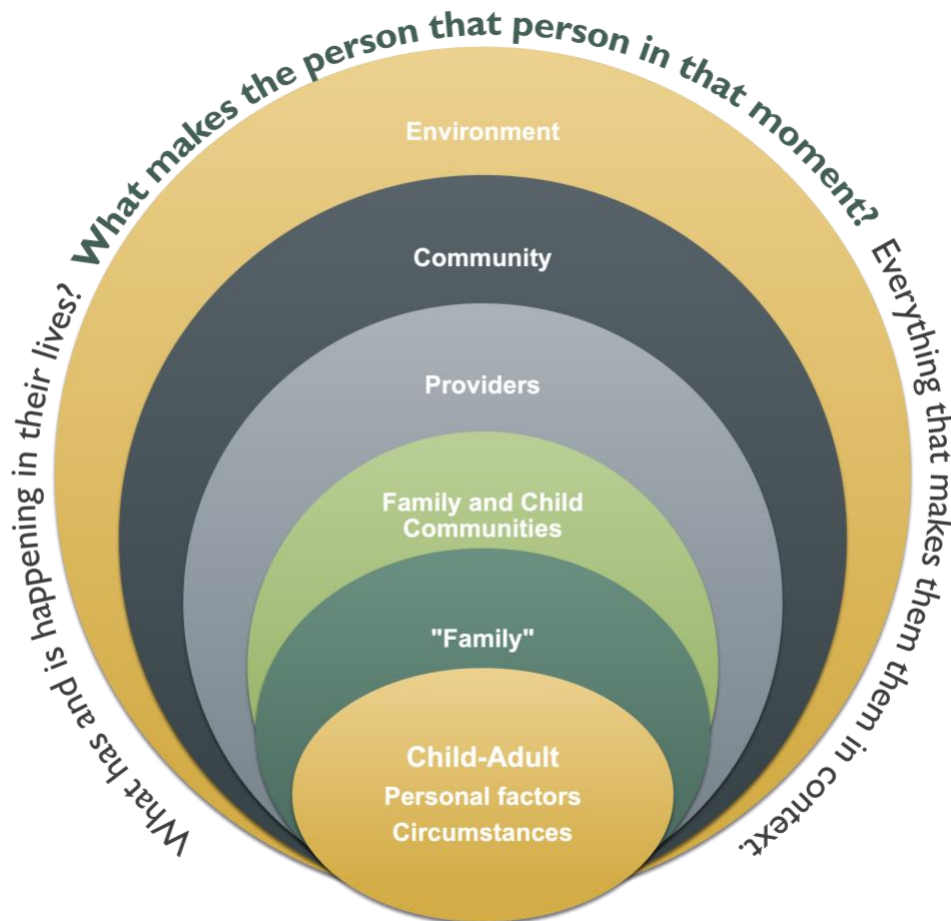 What has and is happening in their lives? What makes the person that person in that moment? Everything that makes them them in context.
Environment
Community
Providers
Family and Child
Communities
"Family"
Child-Adult
Personal factors
Circumstances